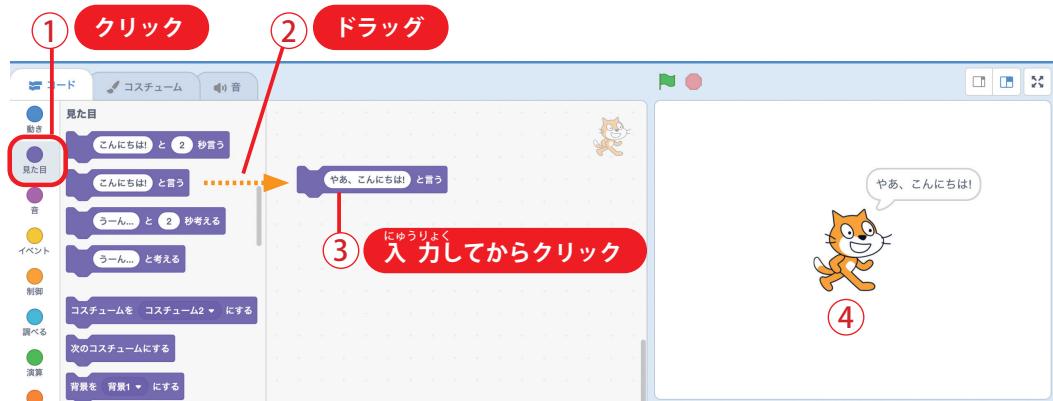 ① クリック
② ドラッグ
コード
コスチューム
音
動き
見た目
音
イベント
制御
調べる
演算
見た目
こんにちは! と 2 秒言う
こんにちは! と言う
うーん... と 2 秒考える
うーん... と考える
コスチュームを コスチューム2 にする
次のコスチュームにする
背景を 背景1 にする
やあ、こんにちは! と言う
にゅうりょく
③ 入力してからクリック
やあ、こんにちは!
④